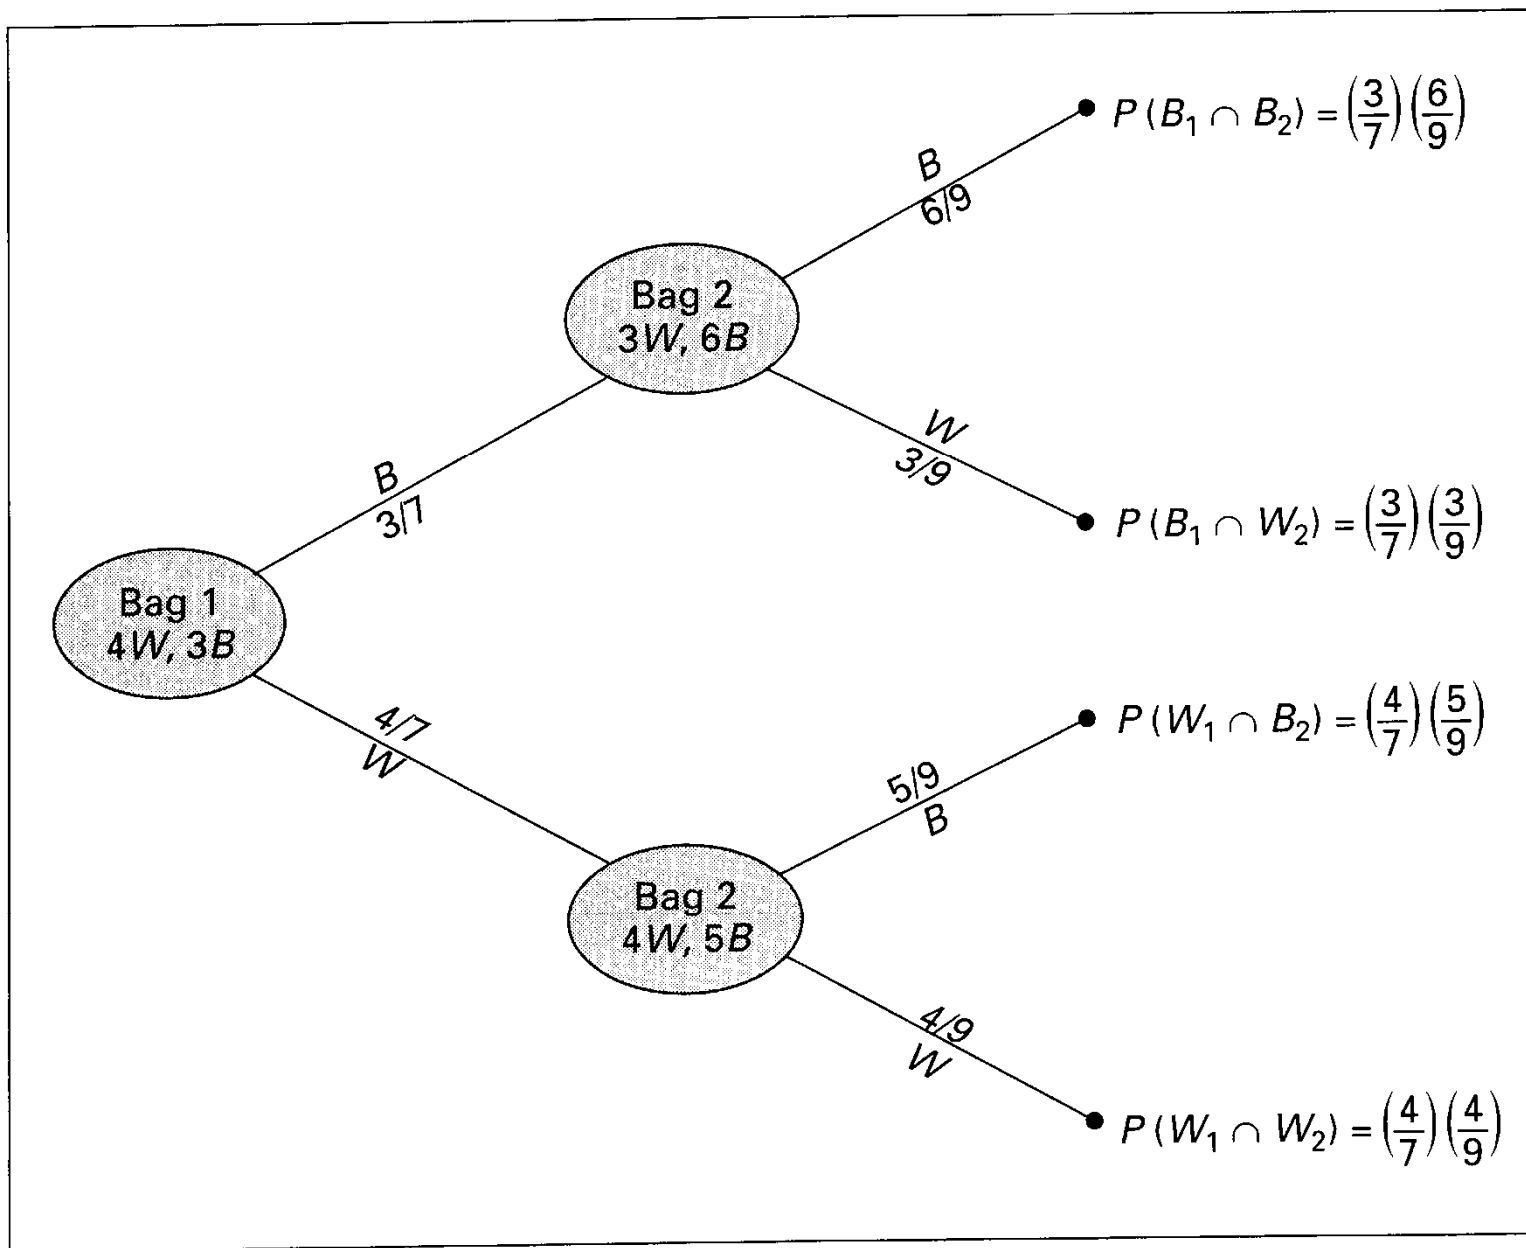 P(B₁ ∩ B₂) = (3/7)(6/9)
B
6/9
Bag 2
3W, 6B
W
3/9
B
3/7
P(B₁ ∩ W₂) = (3/7)(3/9)
Bag 1
4W, 3B
P(W₁ ∩ B₂) = (4/7)(5/9)
4/7
W
5/9
B
Bag 2
4W, 5B
4/9
W
P(W₁ ∩ W₂) = (4/7)(4/9)